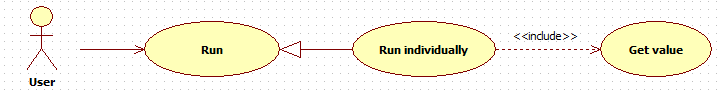 <<include>>
Run
Run individually
Get value
User